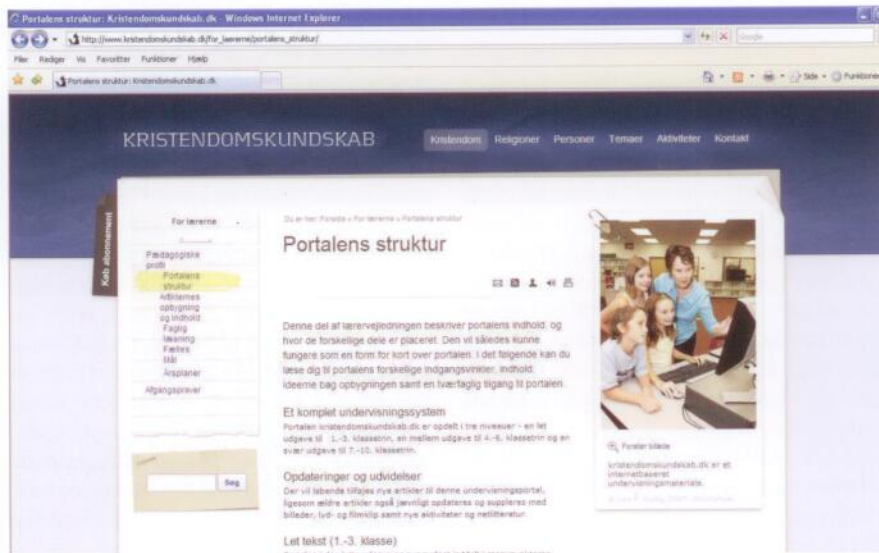 Portalens struktur: Kristendomskundskab.dk - Windows Internet Explorer
http://www.kristendomskundskab.dk/for_laererne/portalens_struktur/
Google
Filer Rediger Vis Favoritter Funktioner Hjælp
Portalens struktur: Kristendomskundskab.dk
Side Funktioner
KRISTENDOMSKUNDSKAB
Kristendom Religioner Personer Temaer Aktiviteter Kontakt
Køb abonnement
For lærerne
Pædagogiske
profil
Portalens
struktur
Artiklernes
opbygning
og indhold
Faglig
læsning
Fælles
Mål
Årsplaner
Afgangsprøver
Søg
Du er her: Forside » For lærerne » Portalens struktur
Portalens struktur
Denne del af lærervejledningen beskriver portalens indhold, og
hvor de forskellige dele er placeret. Den vil således kunne
fungere som en form for kort over portalen. I det følgende kan du
læse dig til portalens forskellige indgangsvinkler, indhold,
ideerne bag opbygningen samt en tværfaglig tilgang til portalen.
Et komplet undervisningssystem
Portalen kristendomskundskab.dk er opdelt i tre niveauer - en let
udgave til 1.-3. klassetrin, en mellem udgave til 4.-6. klassetrin og en
svær udgave til 7.-10. klassetrin.
Opdateringer og udvidelser
Der vil løbende tilføjes nye artikler til denne undervisningsportal,
ligesom ældre artikler også jævnligt opdateres og suppleres med
billeder, lyd- og filmklip samt nye aktiviteter og netlitteratur.
Let tekst (1.-3. klasse)
Forstør billede
kristendomskundskab.dk er et
internetbaseret
undervisningsmateriale.